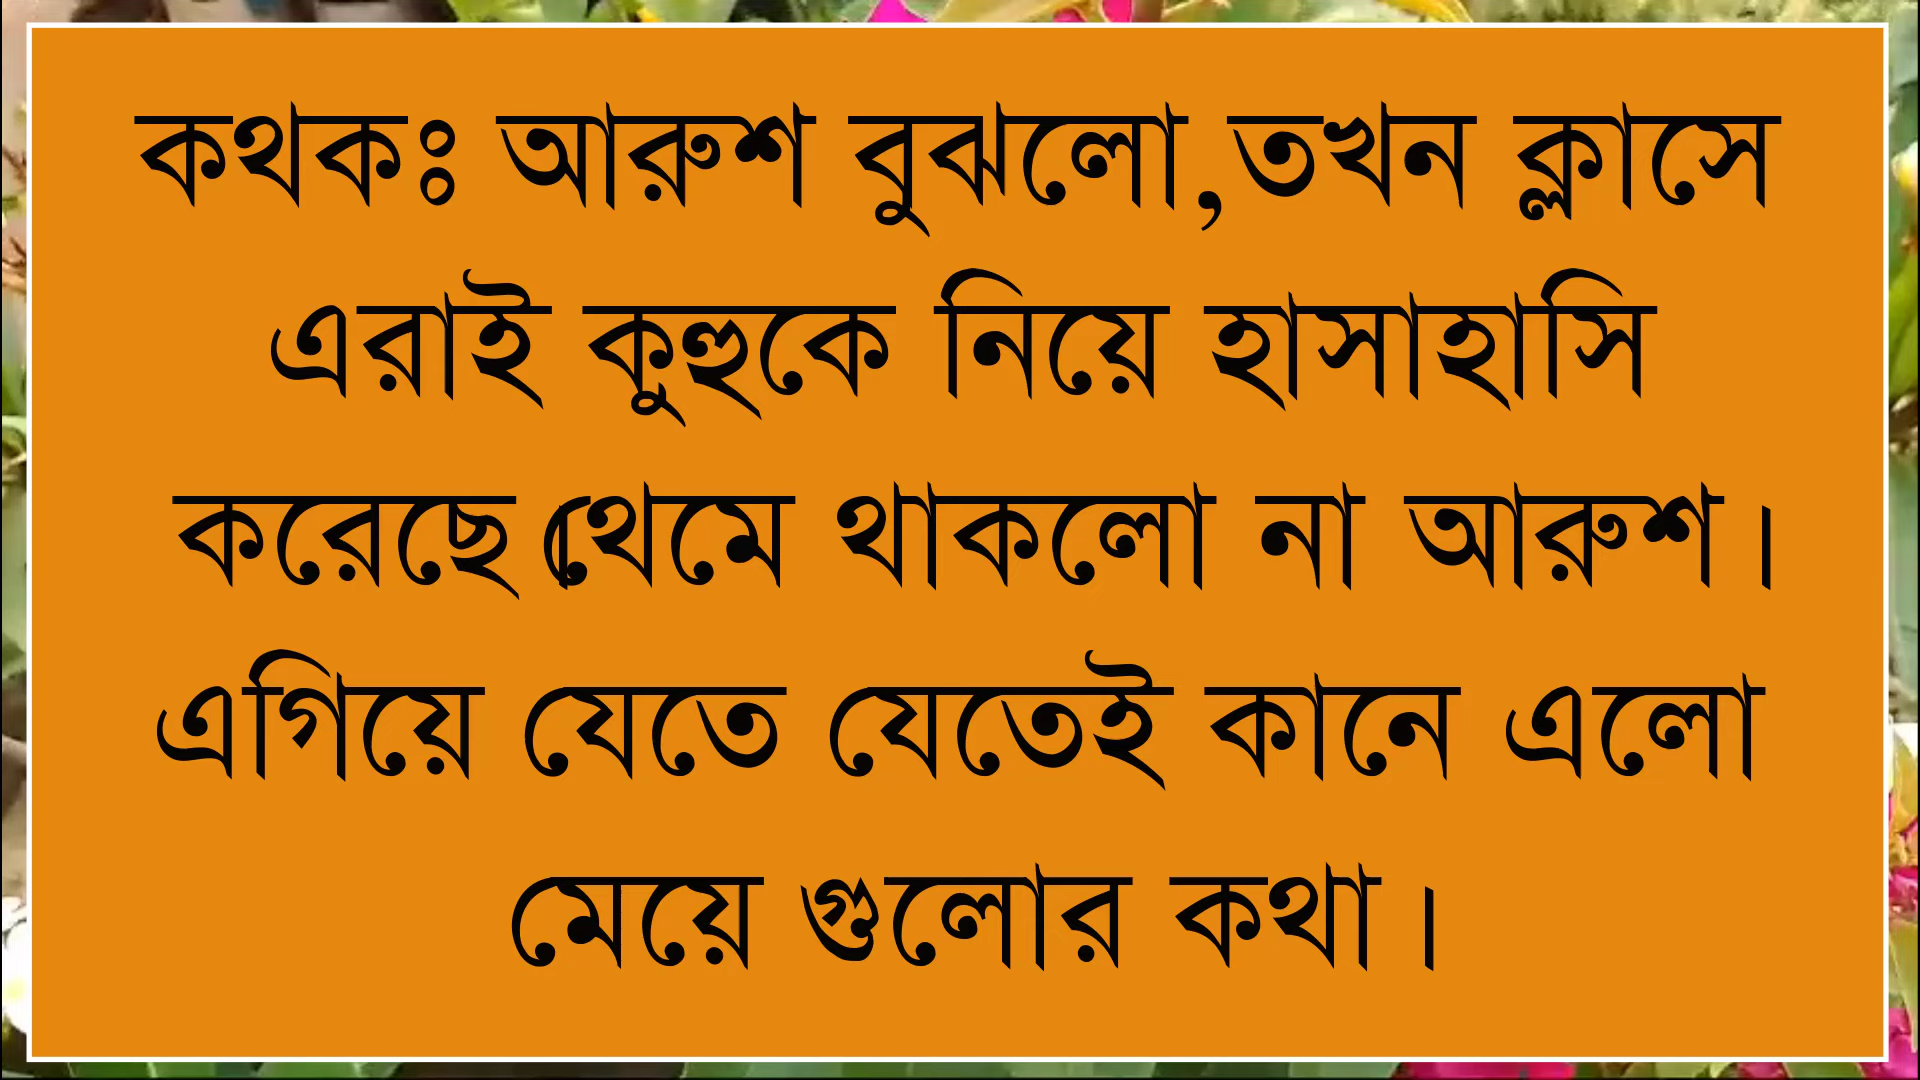 কথকঃ আরুশ বুঝলো,তখন ক্লাসে
এরাই কুহুকে নিয়ে হাসাহাসি
করেছে।থেমে থাকলো না আরুশ।
এগিয়ে যেতে যেতেই কানে এলো
মেয়ে গুলোর কথা।